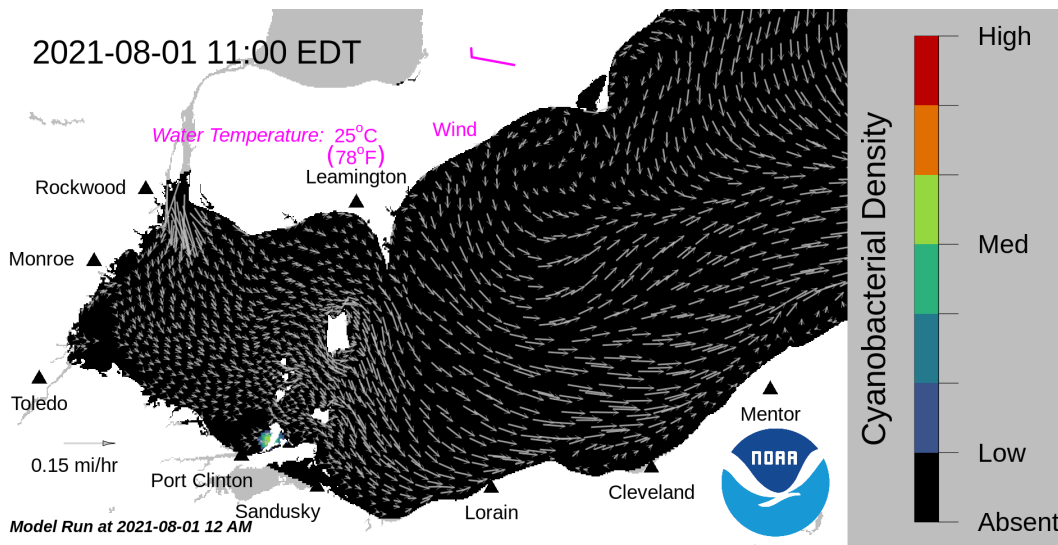 2021-08-01 11:00 EDT
High
Water Temperature: 25°C
Wind
(78°F)
Leamington
Rockwood
Cyanobacterial Density
Med
Monroe
Toledo
Mentor
0.15 mi/hr
NOAA
Low
Port Clinton
Cleveland
Sandusky
Lorain
Model Run at 2021-08-01 12 AM
Absent